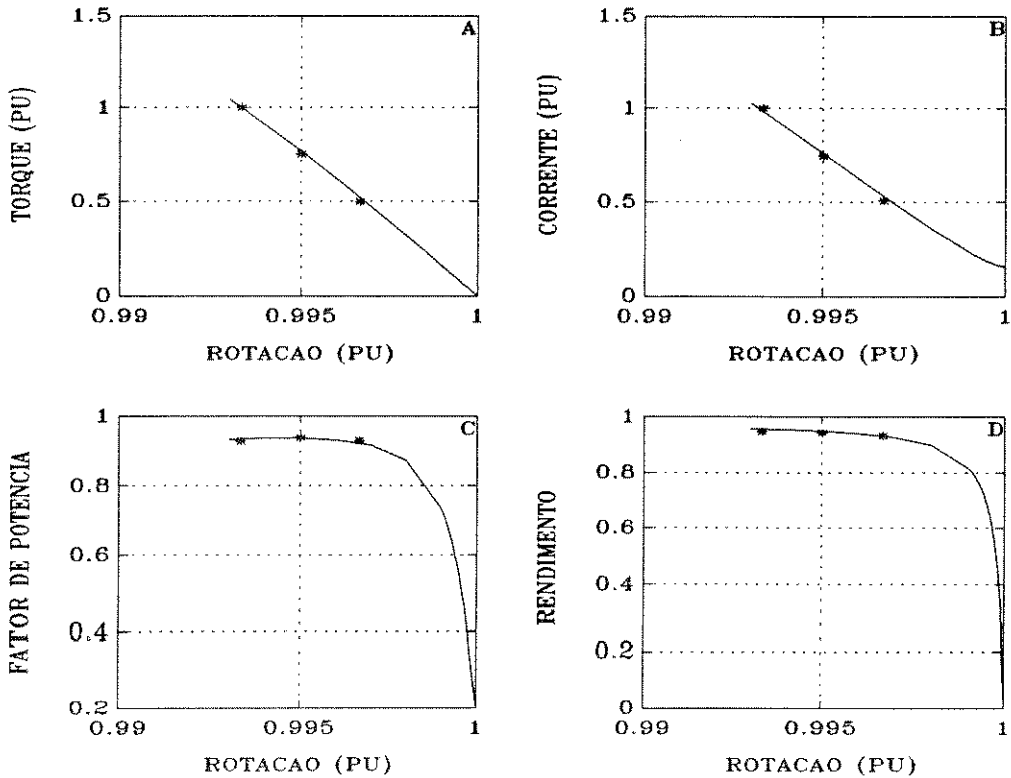 1.5
A
TORQUE (PU)
1
0.5
0
0.99
0.995
1
ROTACAO (PU)
1.5
B
CORRENTE (PU)
1
0.5
0
0.99
0.995
1
ROTACAO (PU)
1
C
FATOR DE POTENCIA
0.8
0.6
0.4
0.2
0.99
0.995
1
ROTACAO (PU)
1
D
RENDIMENTO
0.8
0.6
0.4
0.2
0
0.99
0.995
1
ROTACAO (PU)